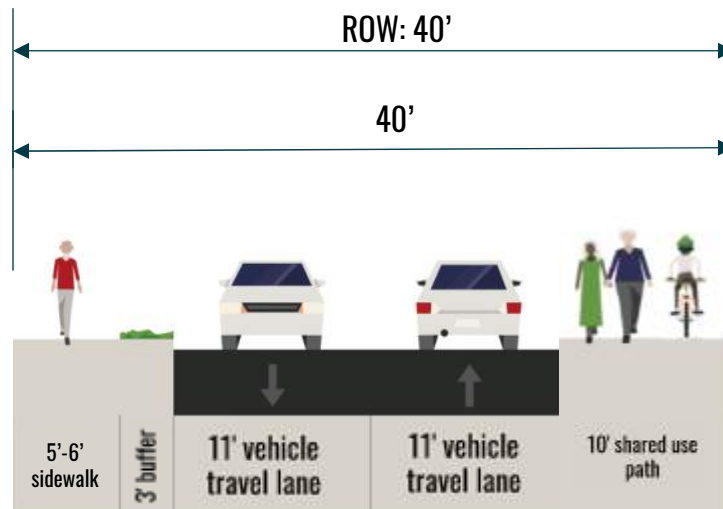 ROW: 40’
40’
5’-6’
sidewalk
3' buffer
11' vehicle
travel lane
11' vehicle
travel lane
10' shared use
path